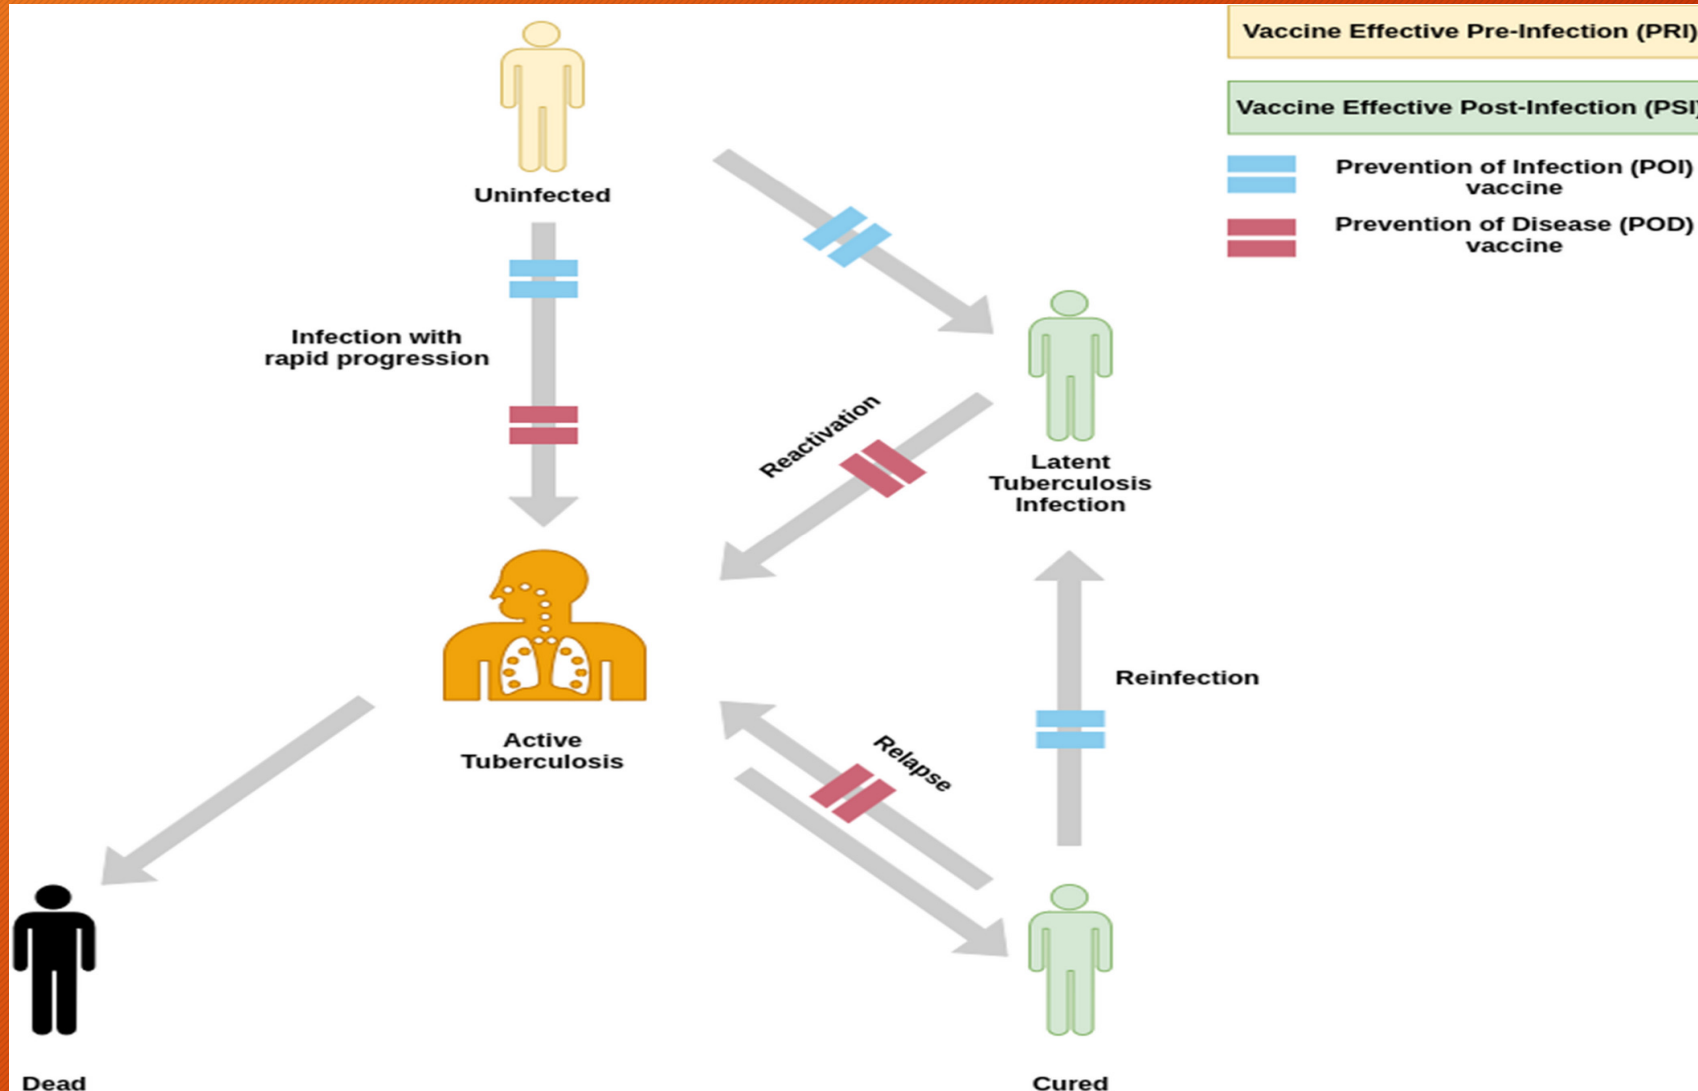 Vaccine Effective Pre-Infection (PRI)
Vaccine Effective Post-Infection (PSI)
Prevention of Infection (POI)
vaccine
Prevention of Disease (POD)
vaccine
Uninfected
Infection with
rapid progression
Reactivation
Latent
Tuberculosis
Infection
Active
Tuberculosis
Reinfection
Relapse
Dead
Cured